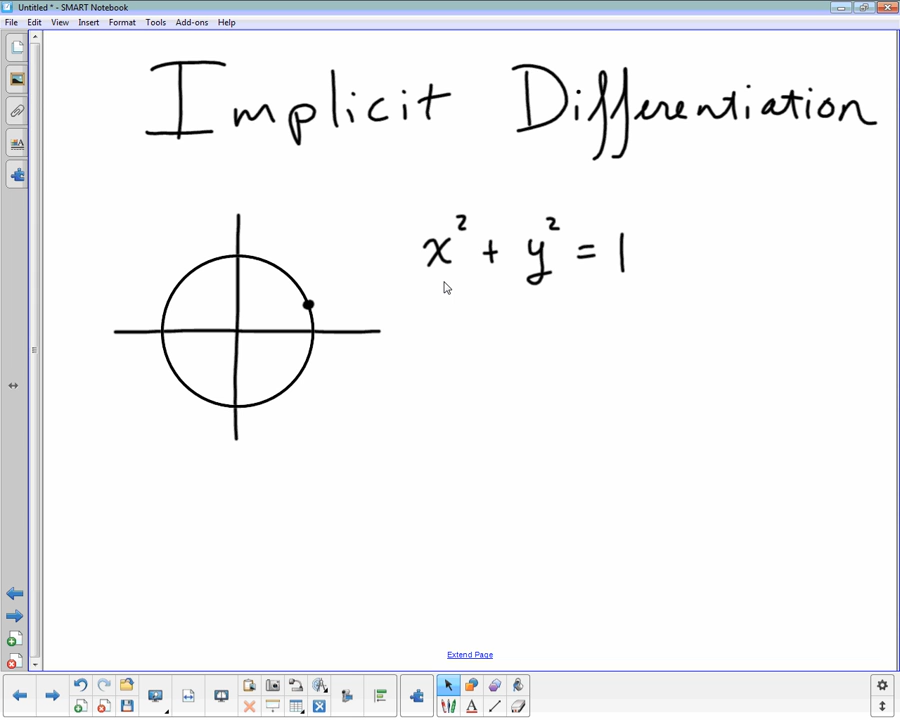 Untitled * - SMART Notebook
File Edit View Insert Format Tools Add-ons Help
Implicit Differentiation
x² + y² = 1
Extend Page